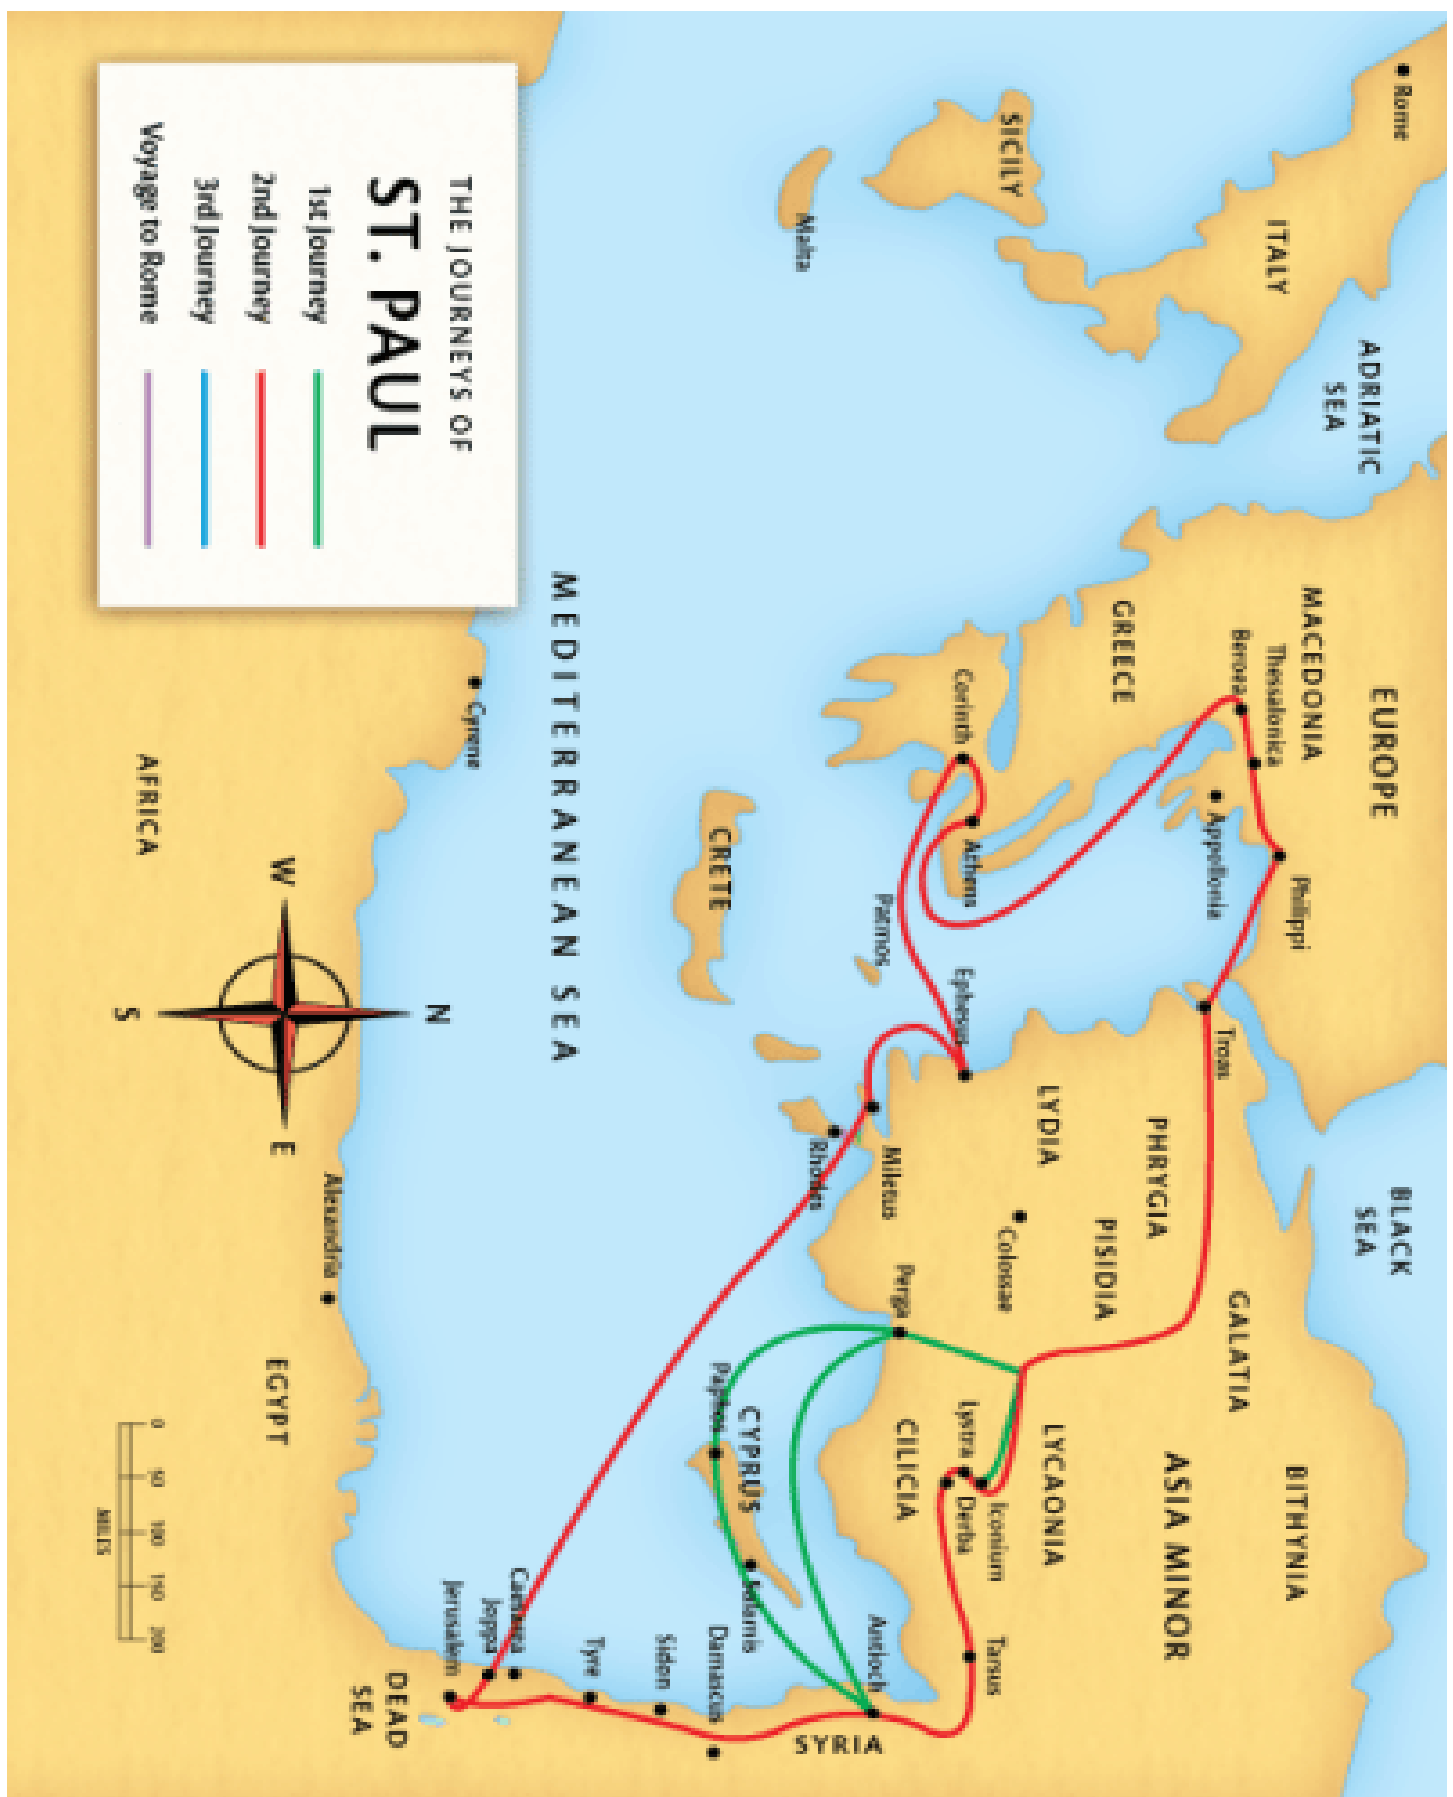 THE JOURNEYS OF
ST. PAUL
1st Journey
2nd Journey
3rd Journey
Voyage to Rome
Rome
ITALY
ADRIATIC
SEA
SICILY
Malta
EUROPE
MACEDONIA
Thessalonica
Beroea
Philippi
Appollonia
GREECE
Corinth
Athens
Patmos
CRETE
BLACK
SEA
BITHYNIA
GALATIA
ASIA MINOR
PHRYGIA
PISIDIA
LYDIA
LYCAONIA
CILICIA
Troas
Ephesus
Miletus
Rhodes
Colossae
Perga
Lystra
Iconium
Derba
Tarsus
Antioch
SYRIA
CYPRUS
Paphos
Salamis
Damascus
Sidon
Tyre
Caesarea
Joppa
Jerusalem
DEAD
SEA
MEDITERRANEAN SEA
Cyrene
AFRICA
Alexandria
EGYPT
N
W
E
S
0 50 100 150 200
MILES